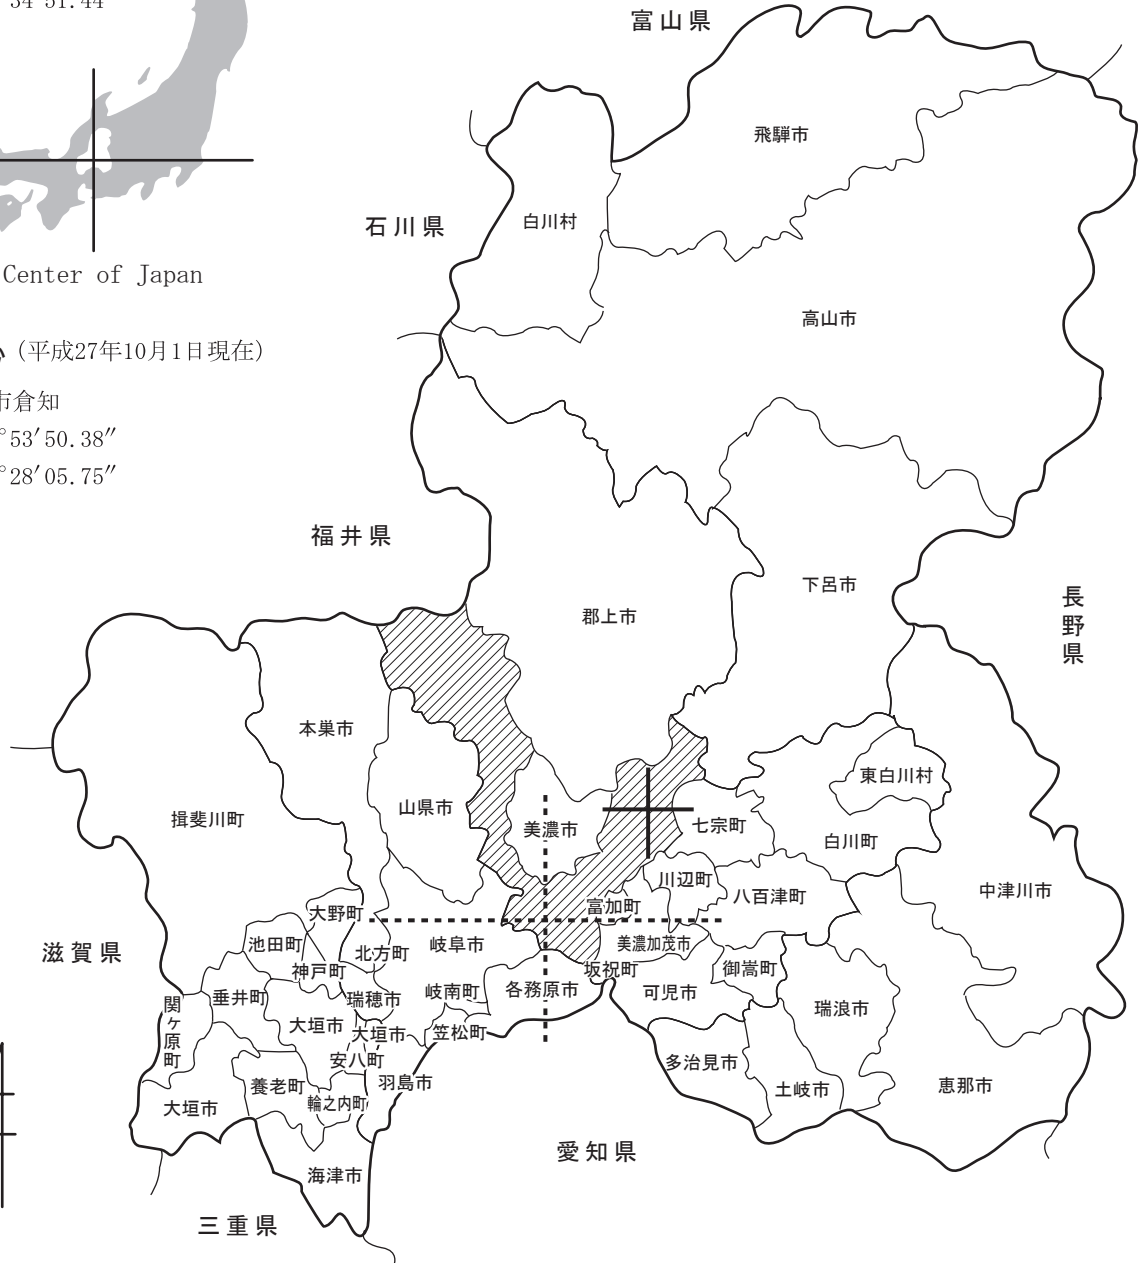 34′51.44″
Center of Japan
(平成27年10月1日現在)
市倉知
°53′50.38″
°28′05.75″
富山県
石川県
福井県
長野県
滋賀県
愛知県
三重県
飛騨市
白川村
高山市
下呂市
郡上市
本巣市
山県市
揖斐川町
美濃市
七宗町
東白川村
白川町
中津川市
川辺町
八百津町
富加町
大野町
池田町
北方町
岐阜市
美濃加茂市
神戸町
坂祝町
御嵩町
垂井町
瑞穂市
岐南町
各務原市
可児市
瑞浪市
関ヶ原町
大垣市
大垣市
笠松町
安八町
多治見市
養老町
羽島市
土岐市
恵那市
大垣市
輪之内町
海津市